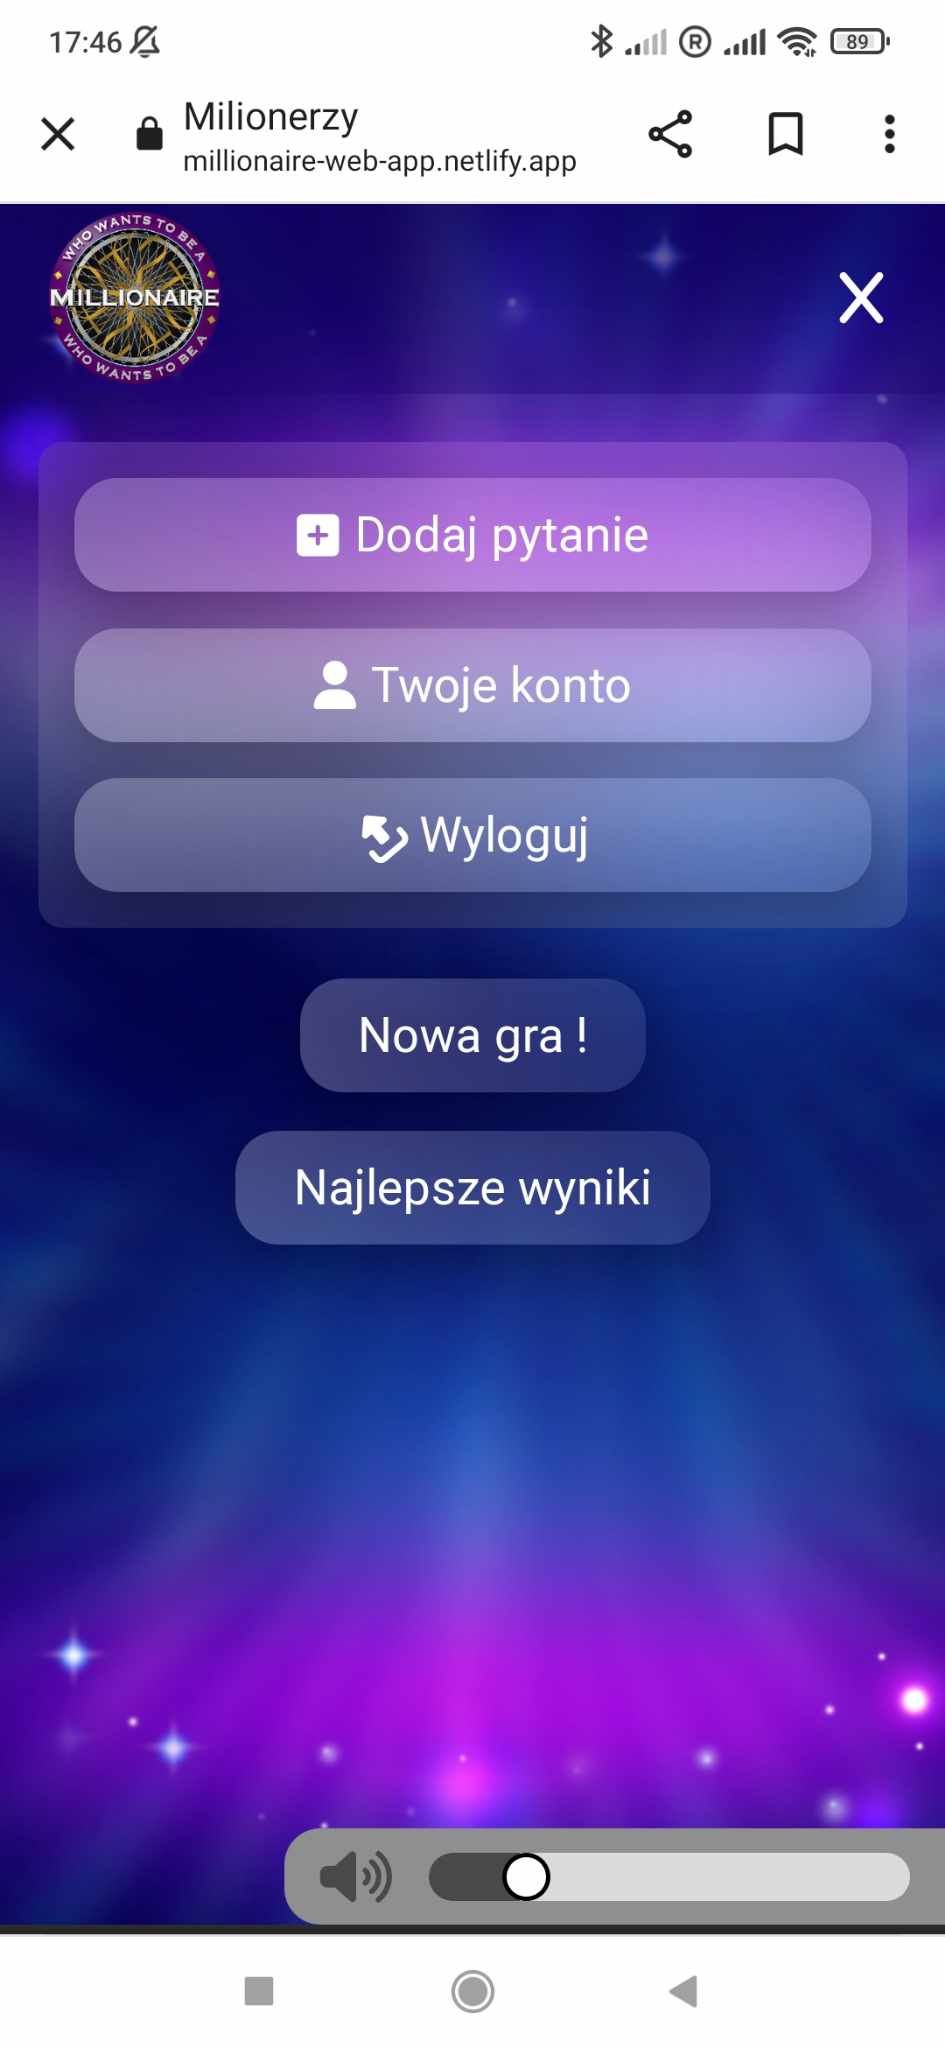 17:46
89
Milionerzy
millionaire-web-app.netlify.app
WHO WANTS TO BE A
MILLIONAIRE
WHO WANTS TO BE A
Dodaj pytanie
Twoje konto
Wyloguj
Nowa gra !
Najlepsze wyniki